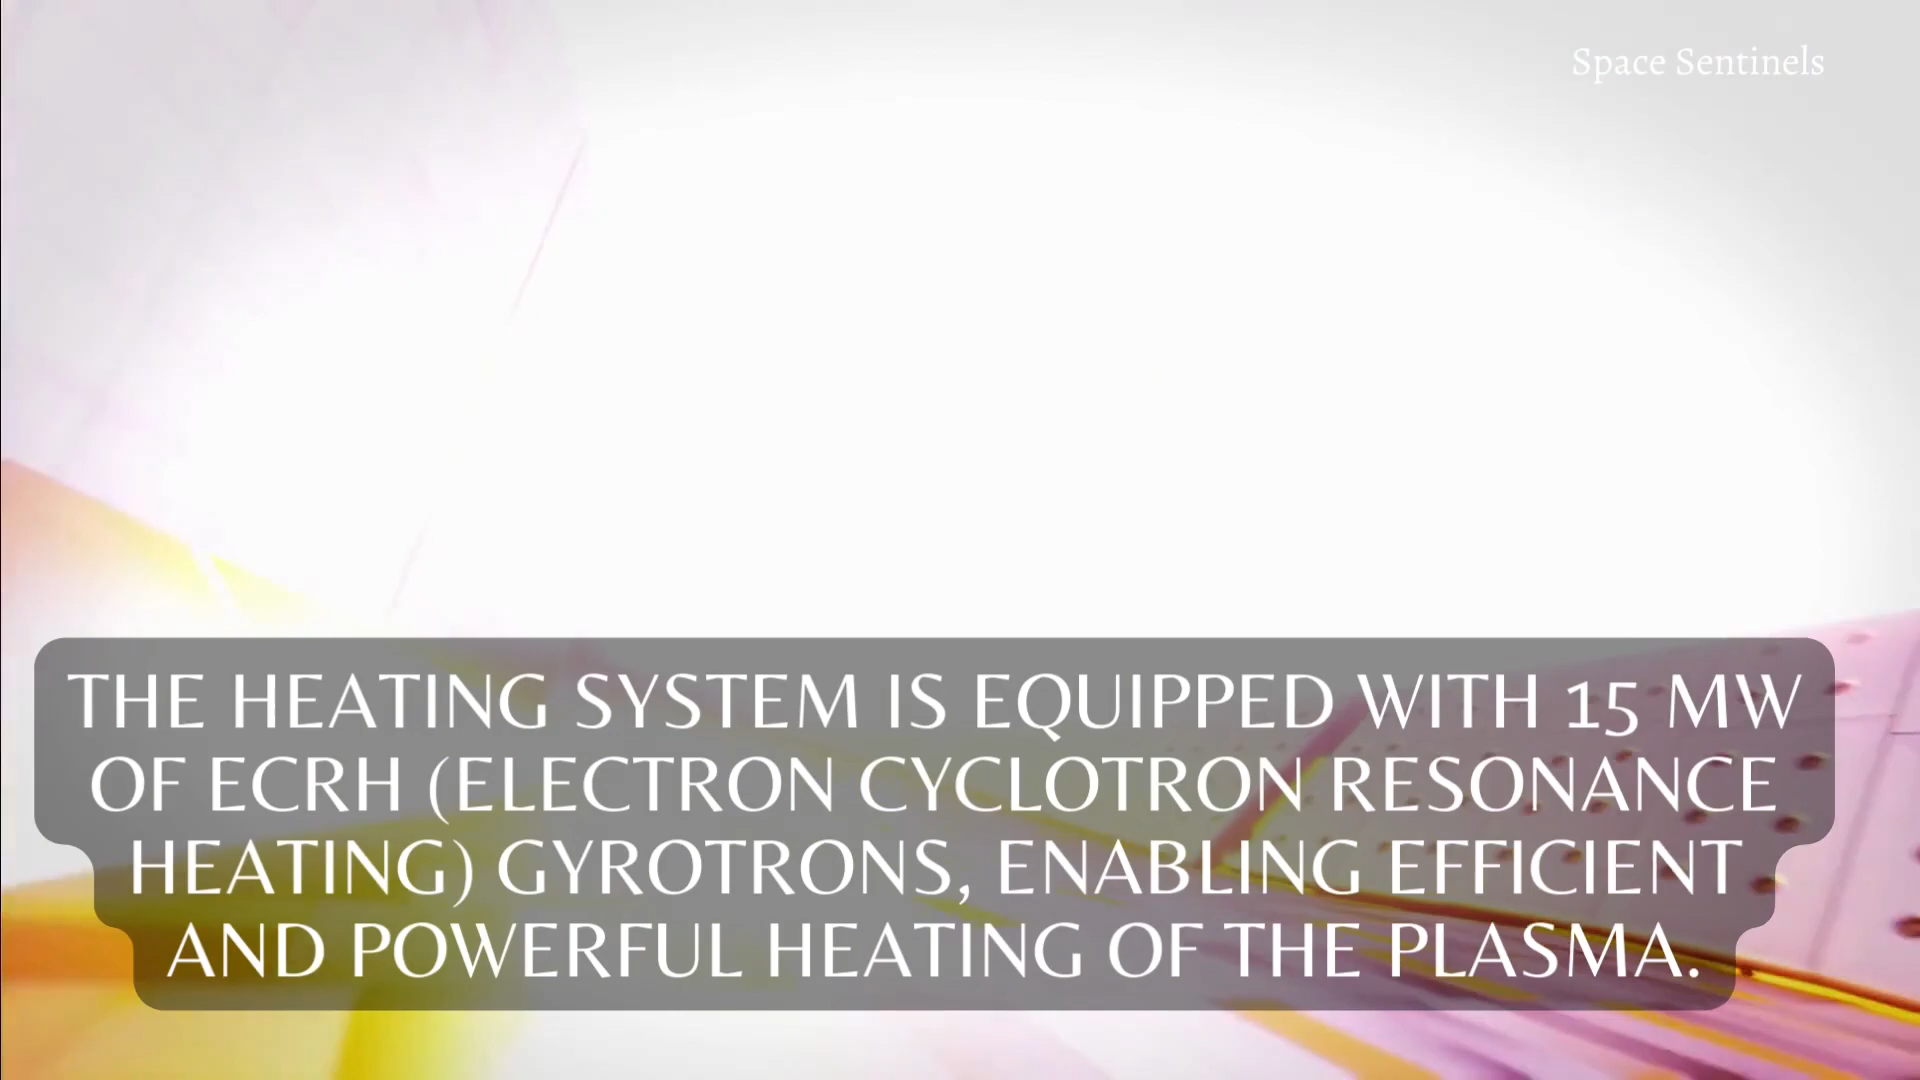 Space Sentinels
THE HEATING SYSTEM IS EQUIPPED WITH 15 MW
OF ECRH (ELECTRON CYCLOTRON RESONANCE
HEATING) GYROTRONS, ENABLING EFFICIENT
AND POWERFUL HEATING OF THE PLASMA.